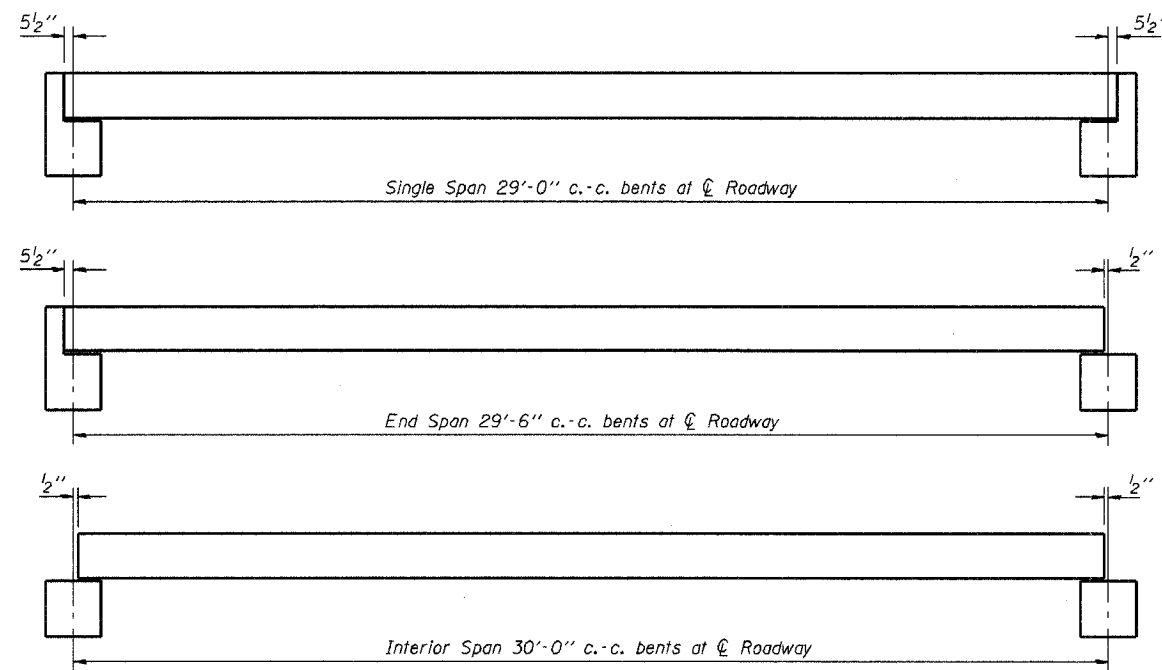 5½" 5½"
Single Span 29'-0" c.-c. bents at ℄ Roadway
5½" ½"
End Span 29'-6" c.-c. bents at ℄ Roadway
½" ½"
Interior Span 30'-0" c.-c. bents at ℄ Roadway